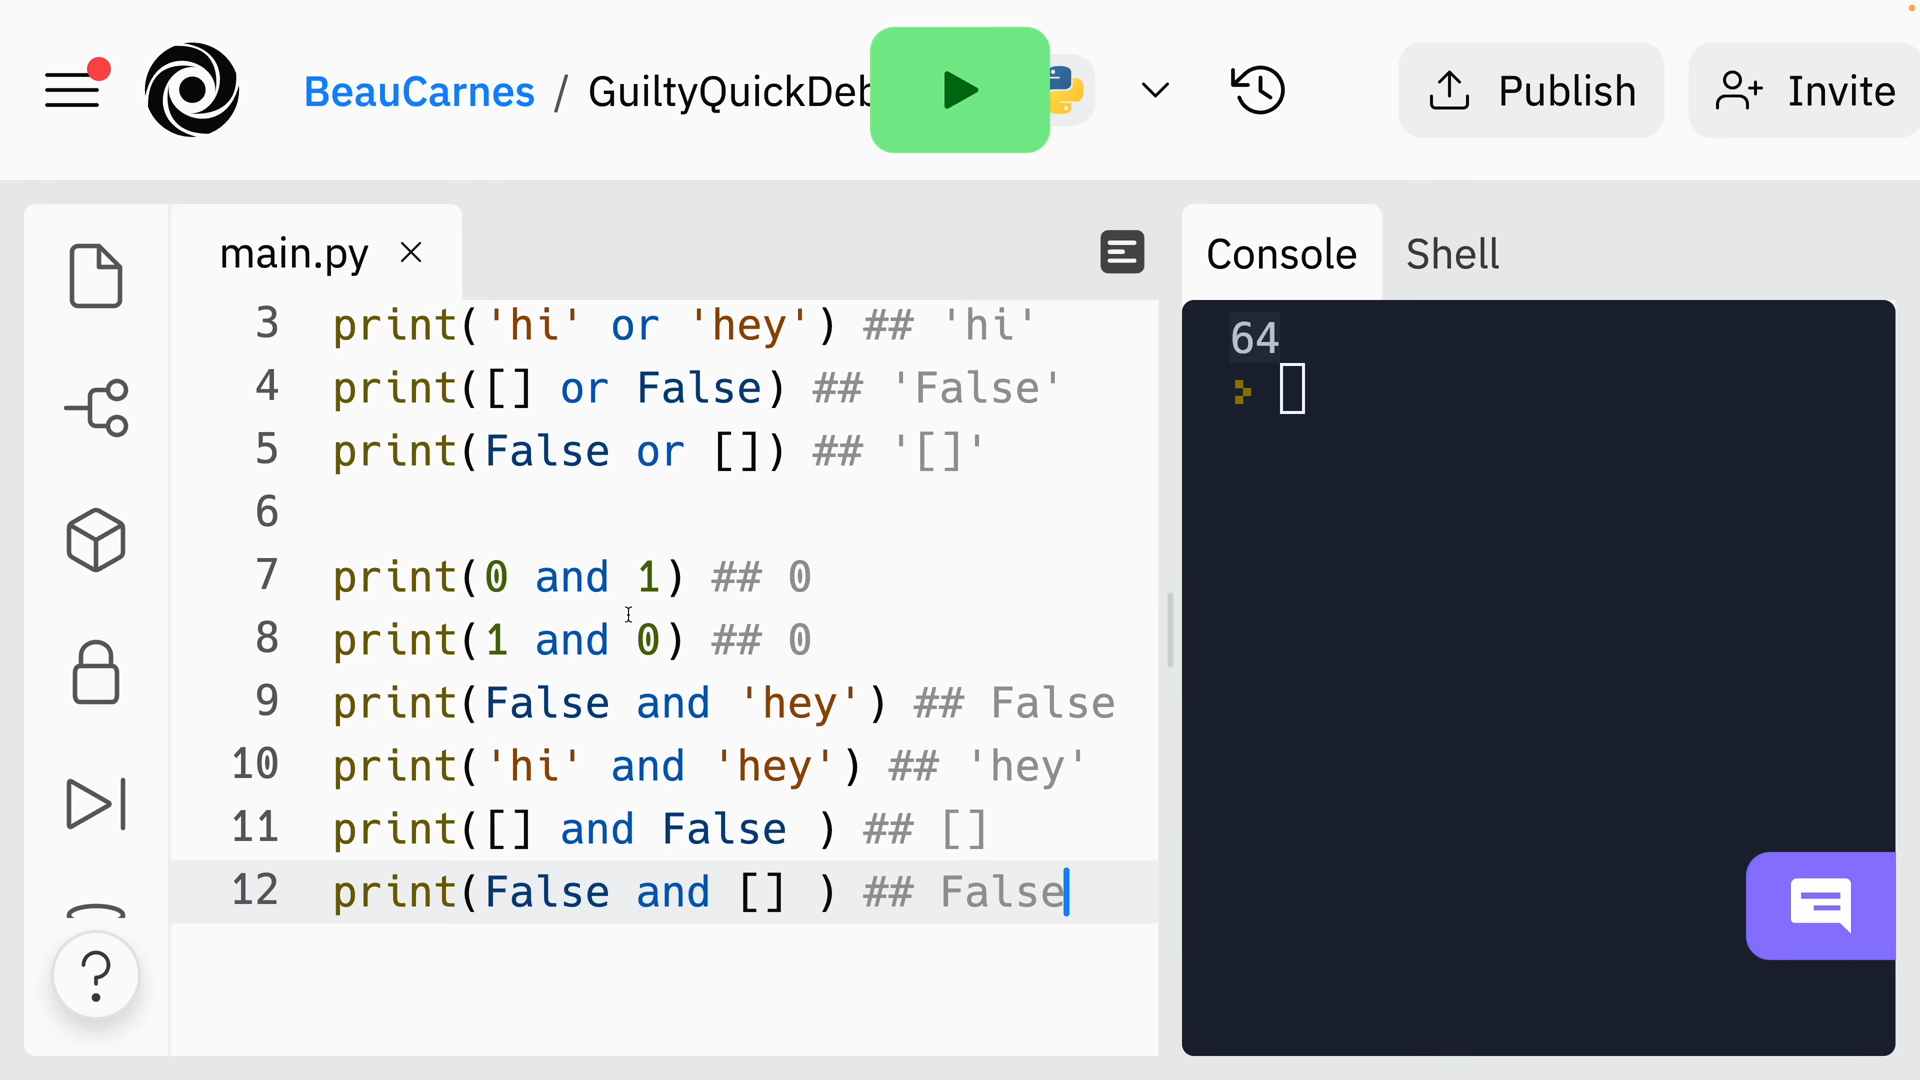 BeauCarnes / GuiltyQuickDeb
Publish
Invite
main.py
Console
Shell
3 print('hi' or 'hey') ## 'hi'
4 print([] or False) ## 'False'
5 print(False or []) ## '[]'
6
7 print(0 and 1) ## 0
8 print(1 and 0) ## 0
9 print(False and 'hey') ## False
10 print('hi' and 'hey') ## 'hey'
11 print([] and False ) ## []
12 print(False and [] ) ## False
64
?